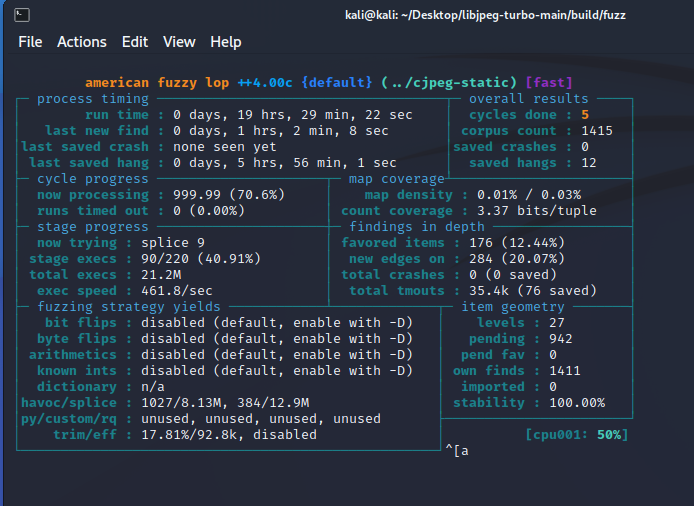 kali@kali: ~/Desktop/libjpeg-turbo-main/build/fuzz
File Actions Edit View Help
american fuzzy lop ++4.00c {default} (../cjpeg-static) [fast]
process timing overall results
run time : 0 days, 19 hrs, 29 min, 22 sec cycles done : 5
last new find : 0 days, 1 hrs, 2 min, 8 sec corpus count : 1415
last saved crash : none seen yet saved crashes : 0
last saved hang : 0 days, 5 hrs, 56 min, 1 sec saved hangs : 12
cycle progress map coverage
now processing : 999.99 (70.6%) map density : 0.01% / 0.03%
runs timed out : 0 (0.00%) count coverage : 3.37 bits/tuple
stage progress findings in depth
now trying : splice 9 favored items : 176 (12.44%)
stage execs : 90/220 (40.91%) new edges on : 284 (20.07%)
total execs : 21.2M total crashes : 0 (0 saved)
exec speed : 461.8/sec total tmouts : 35.4k (76 saved)
fuzzing strategy yields item geometry
bit flips : disabled (default, enable with -D) levels : 27
byte flips : disabled (default, enable with -D) pending : 942
arithmetics : disabled (default, enable with -D) pend fav : 0
known ints : disabled (default, enable with -D) own finds : 1411
dictionary : n/a imported : 0
havoc/splice : 1027/8.13M, 384/12.9M stability : 100.00%
py/custom/rq : unused, unused, unused, unused
trim/eff : 17.81%/92.8k, disabled [cpu001: 50%]
^[a